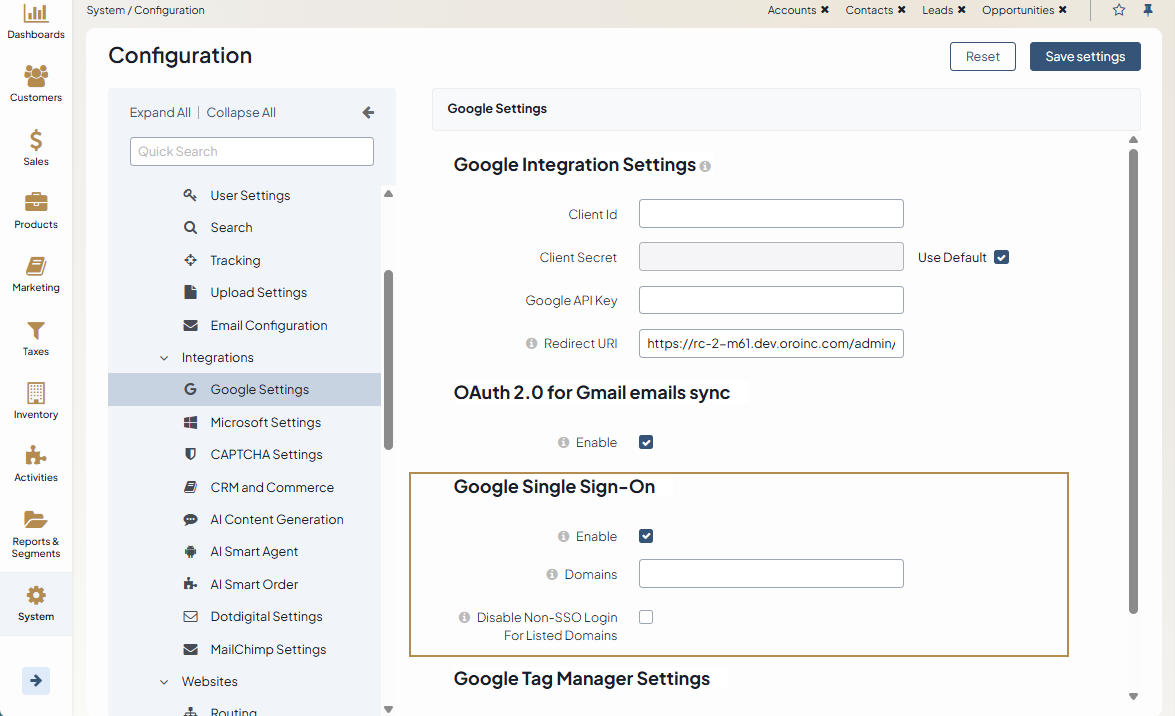 System / Configuration
Accounts ✖ Contacts ✖ Leads ✖ Opportunities ✖
Dashboards
Customers
Sales
Products
Marketing
Taxes
Inventory
Activities
Reports &
Segments
System
Configuration
Reset
Save settings
Expand All | Collapse All
Quick Search
User Settings
Search
Tracking
Upload Settings
Email Configuration
Integrations
Google Settings
Microsoft Settings
CAPTCHA Settings
CRM and Commerce
AI Content Generation
AI Smart Agent
AI Smart Order
Dotdigital Settings
MailChimp Settings
Websites
Routing
Google Settings
Google Integration Settings
Client Id
Client Secret
Use Default
Google API Key
Redirect URI
https://rc-2-m61.dev.oroinc.com/admin/
OAuth 2.0 for Gmail emails sync
Enable
Google Single Sign-On
Enable
Domains
Disable Non-SSO Login
For Listed Domains
Google Tag Manager Settings